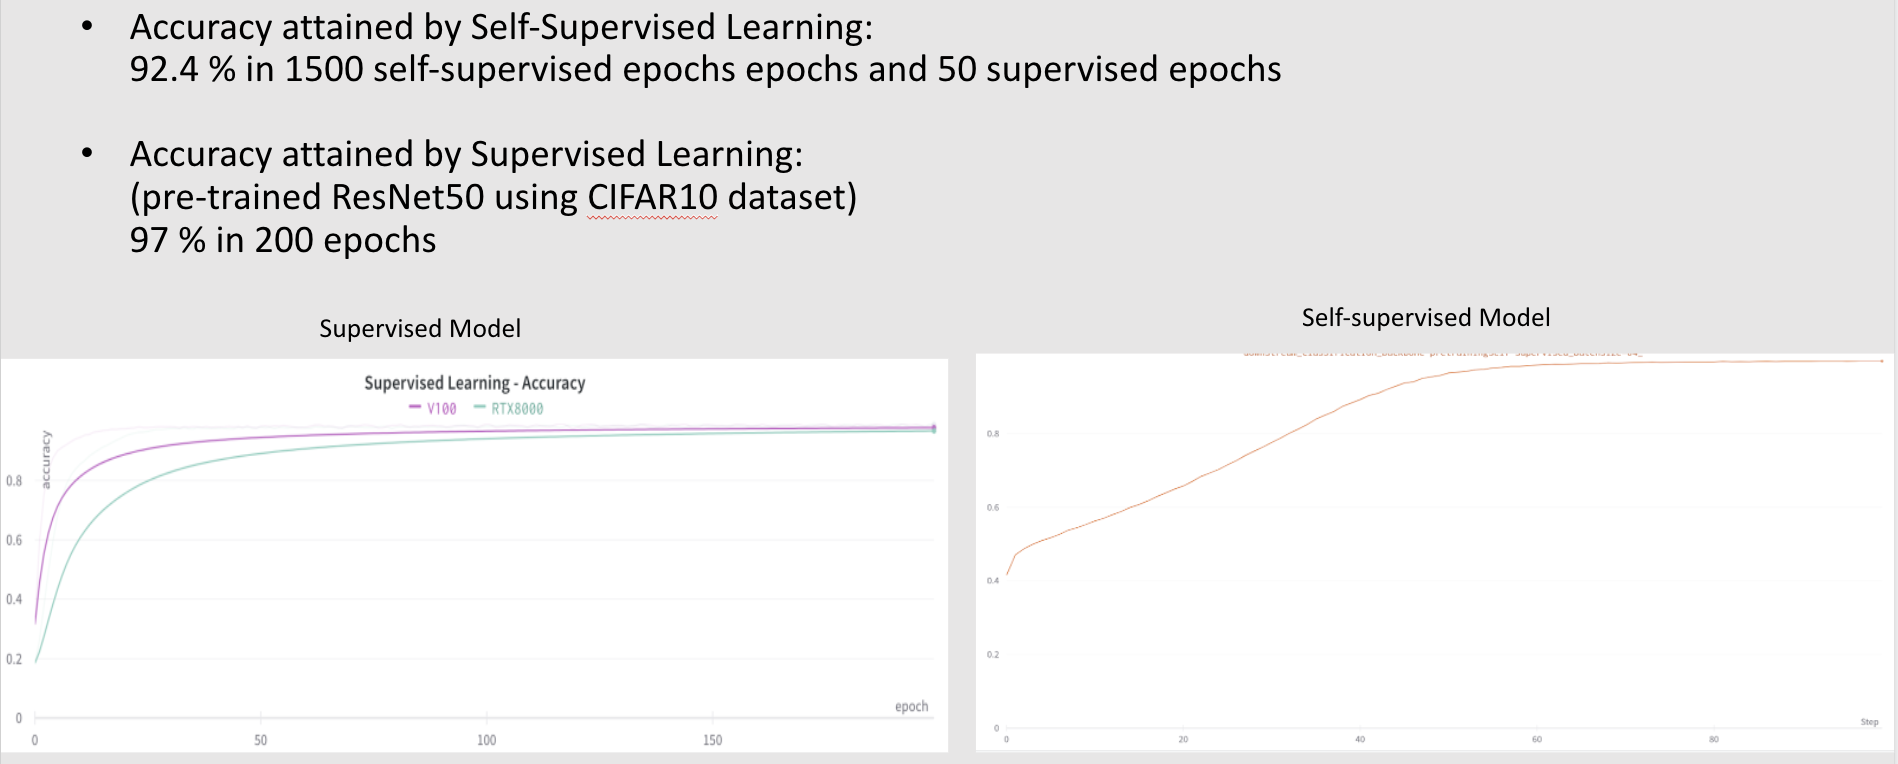 • Accuracy attained by Self-Supervised Learning:
92.4 % in 1500 self-supervised epochs epochs and 50 supervised epochs
• Accuracy attained by Supervised Learning:
(pre-trained ResNet50 using CIFAR10 dataset)
97 % in 200 epochs
Supervised Model
Supervised Learning - Accuracy
V100 RTX8000
accuracy
0.8
0.6
0.4
0.2
0
epoch
0 50 100 150
Self-supervised Model
0.8
0.6
0.4
0.2
0
Step
0 20 40 60 80